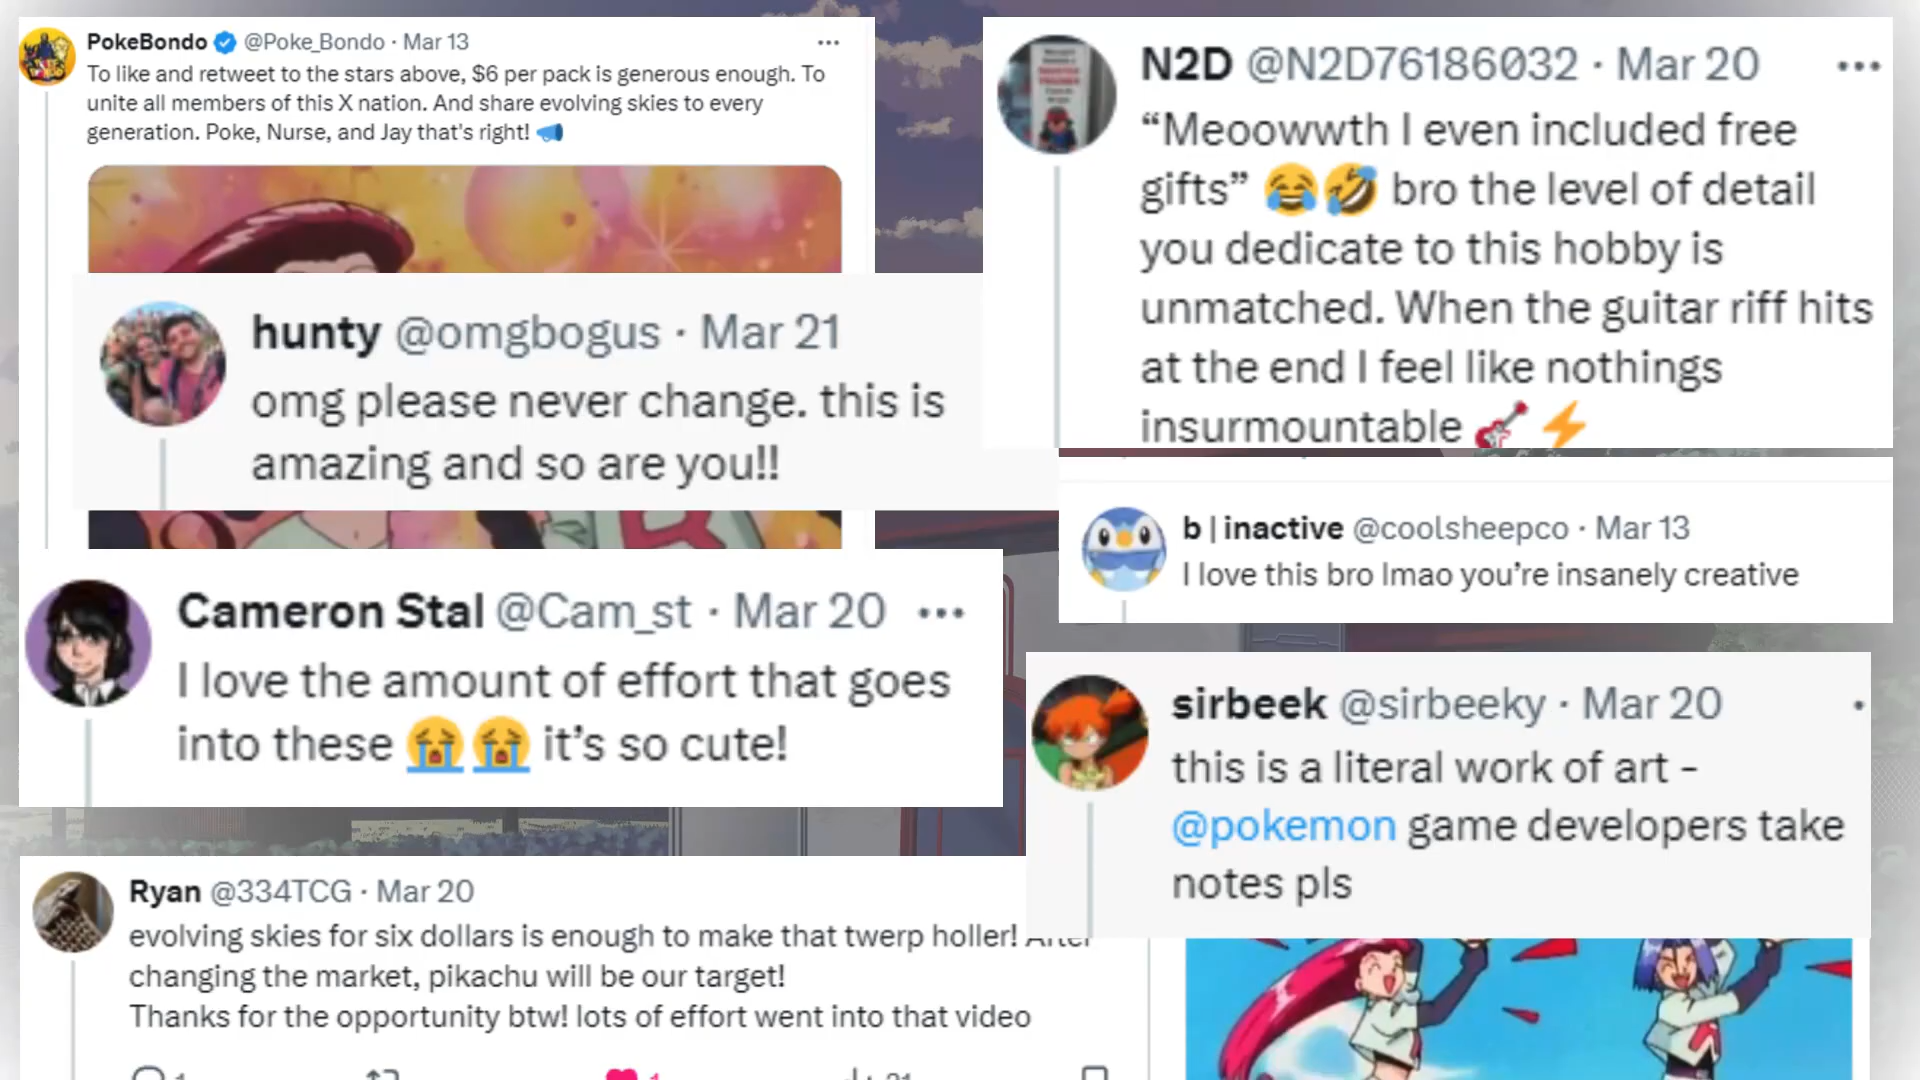 PokeBondo @Poke_Bondo · Mar 13
To like and retweet to the stars above, $6 per pack is generous enough. To
unite all members of this X nation. And share evolving skies to every
generation. Poke, Nurse, and Jay that's right! 📣
hunty @omgbogus · Mar 21
omg please never change. this is
amazing and so are you!!
Cameron Stal @Cam_st · Mar 20 ···
I love the amount of effort that goes
into these 😭😭 it's so cute!
Ryan @334TCG · Mar 20
evolving skies for six dollars is enough to make that twerp holler! After
changing the market, pikachu will be our target!
Thanks for the opportunity btw! lots of effort went into that video
N2D @N2D76186032 · Mar 20 ···
“Meoowwth I even included free
gifts” 😂🤣 bro the level of detail
you dedicate to this hobby is
unmatched. When the guitar riff hits
at the end I feel like nothings
insurmountable 🎸⚡
b | inactive @coolsheepco · Mar 13
I love this bro lmao you’re insanely creative
sirbeek @sirbeeky · Mar 20
this is a literal work of art -
@pokemon game developers take
notes pls